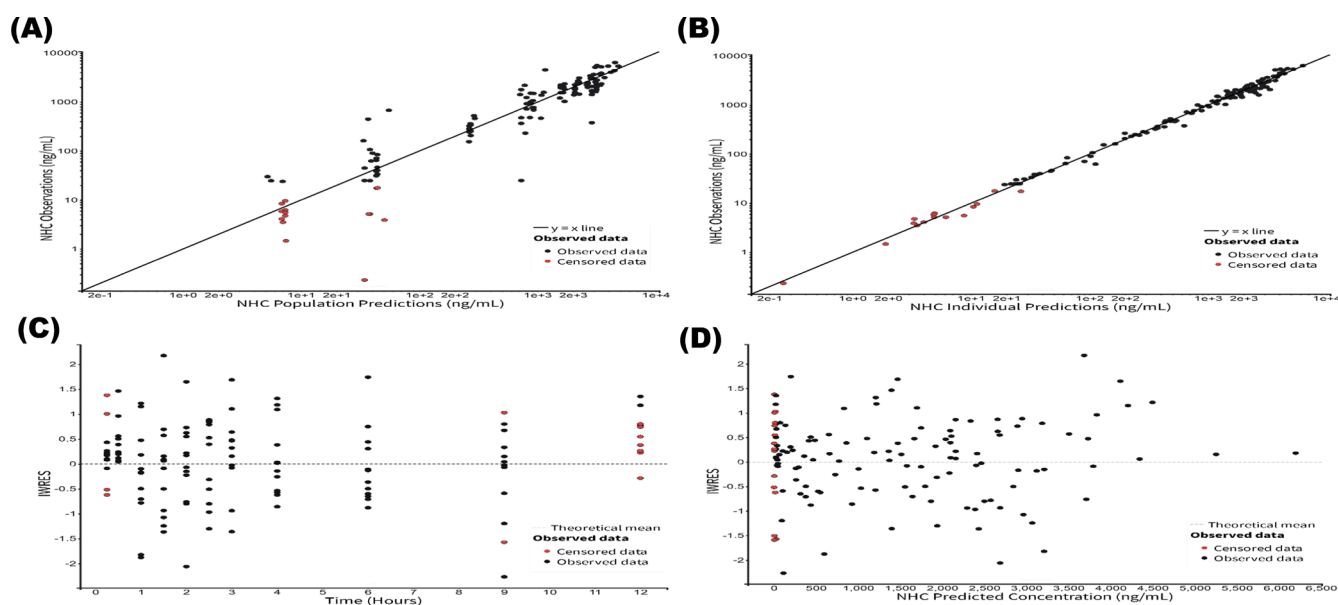 (A)
10000
1000
100
10
1
NHC Observations (ng/mL)
y = x line
Observed data
Observed data
Censored data
2e-1 1e+0 2e+0 1e+1 2e+1 1e+2 2e+2 1e+3 2e+3 1e+4
NHC Population Predictions (ng/mL)
(B)
10000
1000
100
10
1
NHC Observations (ng/mL)
y = x line
Observed data
Observed data
Censored data
2e-1 1e+0 2e+0 1e+1 2e+1 1e+2 2e+2 1e+3 2e+3 1e+4
NHC Individual Predictions (ng/mL)
(C)
2
1.5
1
0.5
0
-0.5
-1
-1.5
-2
IWRES
Theoretical mean
Observed data
Censored data
Observed data
0 1 2 3 4 5 6 7 8 9 10 11 12
Time (Hours)
(D)
2
1.5
1
0.5
0
-0.5
-1
-1.5
-2
IWRES
Theoretical mean
Observed data
Censored data
Observed data
0 500 1,000 1,500 2,000 2,500 3,000 3,500 4,000 4,500 5,000 5,500 6,000 6,500
NHC Predicted Concentration (ng/mL)